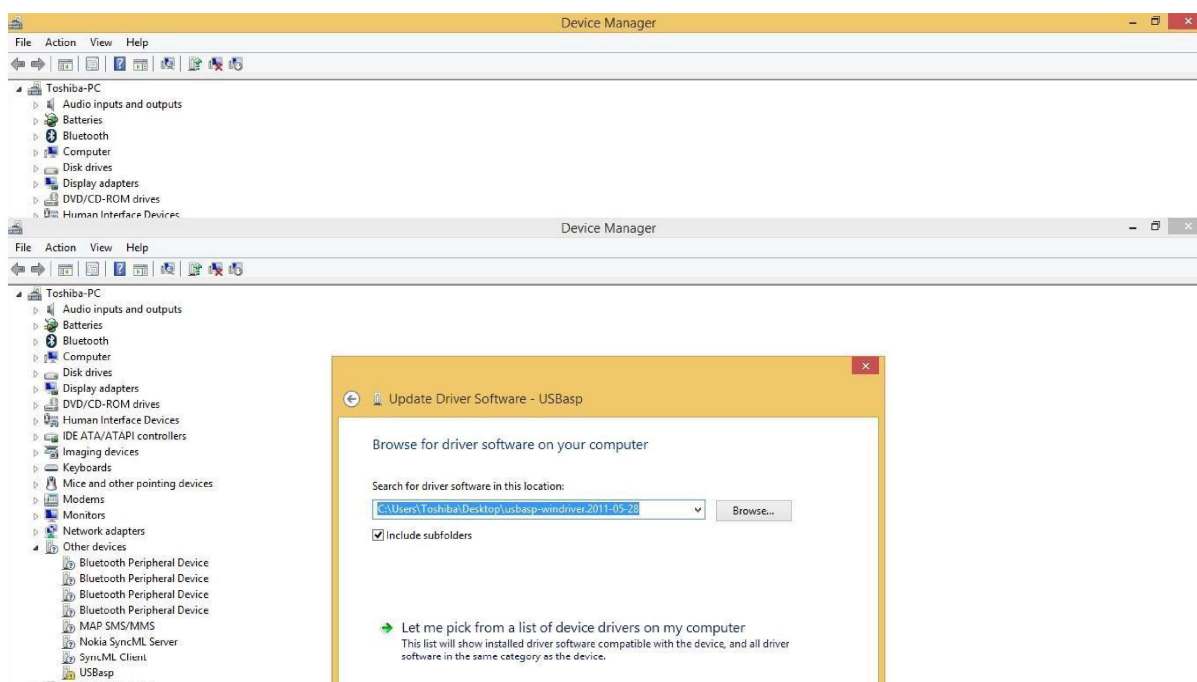 Device Manager
File Action View Help
Toshiba-PC
Audio inputs and outputs
Batteries
Bluetooth
Computer
Disk drives
Display adapters
DVD/CD-ROM drives
Human Interface Devices
Device Manager
File Action View Help
Toshiba-PC
Audio inputs and outputs
Batteries
Bluetooth
Computer
Disk drives
Display adapters
DVD/CD-ROM drives
Human Interface Devices
IDE ATA/ATAPI controllers
Imaging devices
Keyboards
Mice and other pointing devices
Modems
Monitors
Network adapters
Other devices
Bluetooth Peripheral Device
Bluetooth Peripheral Device
Bluetooth Peripheral Device
Bluetooth Peripheral Device
MAP SMS/MMS
Nokia SyncML Server
SyncML Client
USBasp
Update Driver Software - USBasp
Browse for driver software on your computer
Search for driver software in this location:
C:\Users\Toshiba\Desktop\usbasp-windriver.2011-05-28
Browse...
Include subfolders
Let me pick from a list of device drivers on my computer
This list will show installed driver software compatible with the device, and all driver
software in the same category as the device.